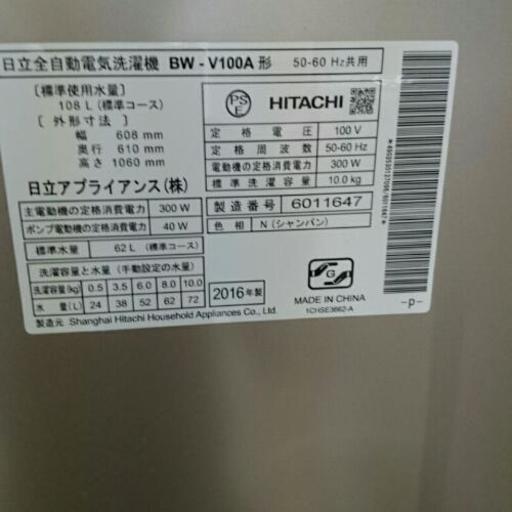 日立全自動電気洗濯機 BW-V100A形 50-60 Hz共用
〔標準使用水量〕
108 L (標準コース)
〔外形寸法〕
幅 608 mm
奥行 610 mm
高さ 1060 mm
日立アプライアンス(株)
主電動機の定格消費電力 300 W
ポンプ電動機の定格消費電力 40 W
標準水量 62 L (標準コース)
洗濯容量と水量 (手動設定の水量)
洗濯容量(kg) 0.5 3.5 6.0 8.0 10.0
水量(L) 24 38 52 62 72
製造元 Shanghai Hitachi Household Appliances Co., Ltd.
PSE
HITACHI
定格電圧 100 V
定格周波数 50-60 Hz
電動機の定格消費電力 300 W
標準洗濯容量 10.0kg
製造番号 6011647
色相 N (シャンパン)
2016年製
G
MADE IN CHINA
1CHSE3662-A
-p-